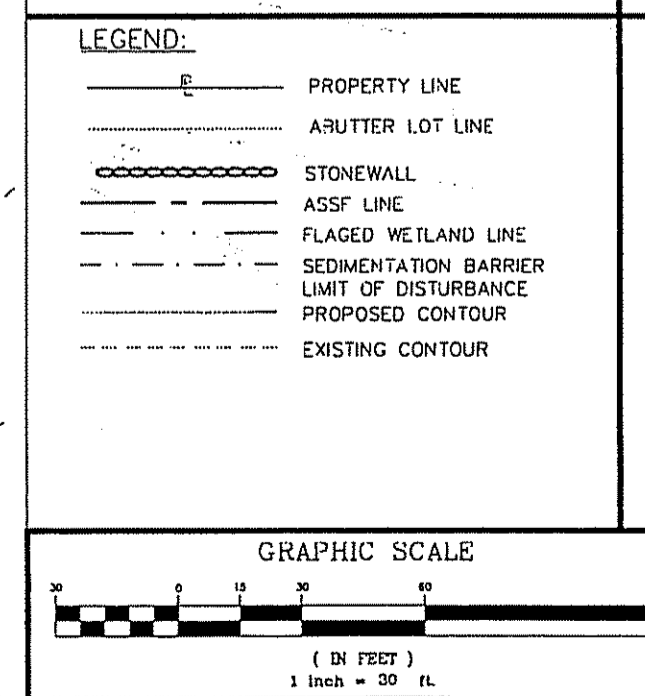 LEGEND:
PROPERTY LINE
ABUTTER LOT LINE
STONEWALL
ASSF LINE
FLAGED WETLAND LINE
SEDIMENTATION BARRIER
LIMIT OF DISTURBANCE
PROPOSED CONTOUR
EXISTING CONTOUR
GRAPHIC SCALE
30 0 15 30 60
( IN FEET )
1 inch = 30 ft.